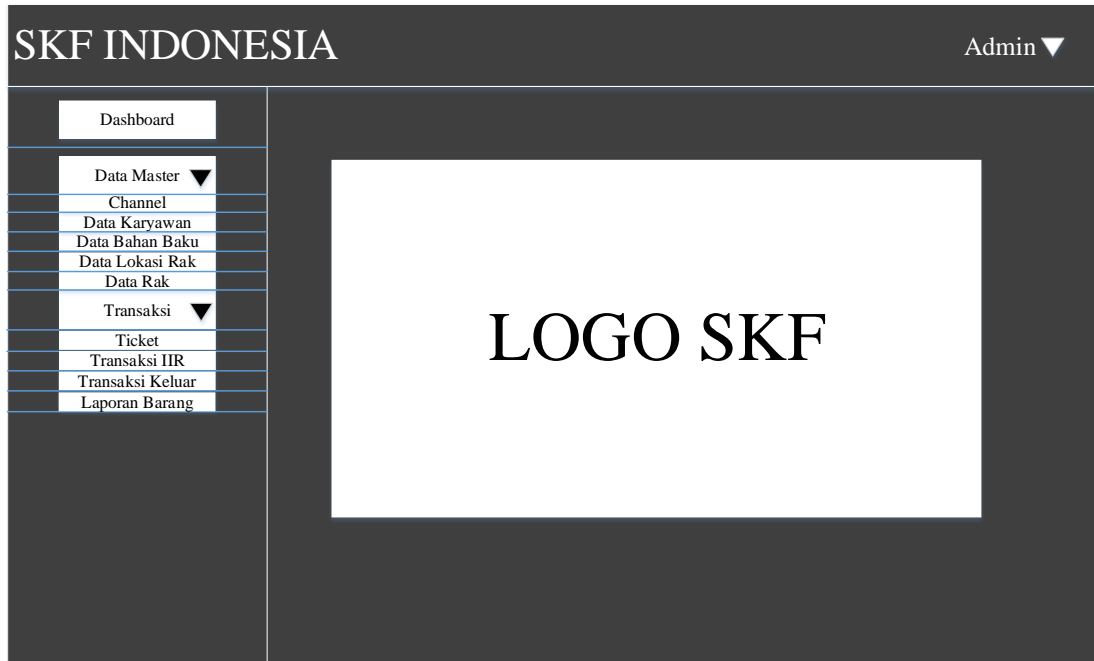 SKF INDONESIA
Admin
Dashboard
Data Master
Channel
Data Karyawan
Data Bahan Baku
Data Lokasi Rak
Data Rak
Transaksi
Ticket
Transaksi IIR
Transaksi Keluar
Laporan Barang
LOGO SKF